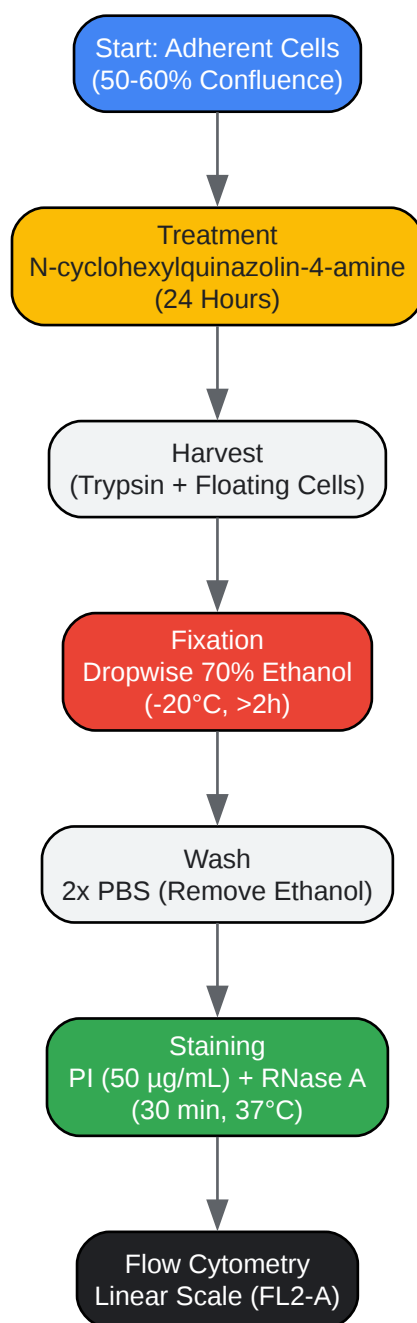 Start: Adherent Cells
(50-60% Confluence)
Treatment
N-cyclohexylquinazolin-4-amine
(24 Hours)
Harvest
(Trypsin + Floating Cells)
Fixation
Dropwise 70% Ethanol
(-20°C, >2h)
Wash
2x PBS (Remove Ethanol)
Staining
PI (50 µg/mL) + RNase A
(30 min, 37°C)
Flow Cytometry
Linear Scale (FL2-A)